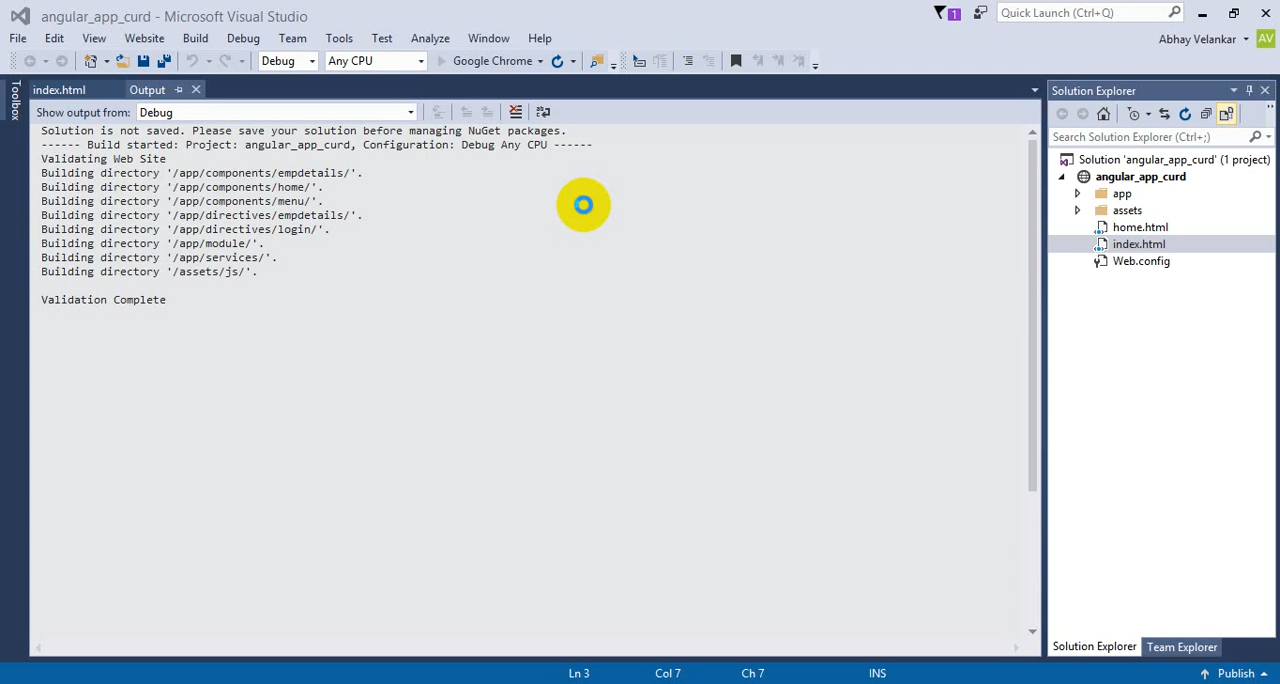 angular_app_curd - Microsoft Visual Studio
1
Quick Launch (Ctrl+Q)
File Edit View Website Build Debug Team Tools Test Analyze Window Help
Abhay Velankar AV
Debug Any CPU Google Chrome
Toolbox
index.html Output
Solution Explorer
Show output from: Debug
Solution is not saved. Please save your solution before managing NuGet packages.
------ Build started: Project: angular_app_curd, Configuration: Debug Any CPU ------
Validating Web Site
Building directory '/app/components/empdetails/'.
Building directory '/app/components/home/'.
Building directory '/app/components/menu/'.
Building directory '/app/directives/empdetails/'.
Building directory '/app/directives/login/'.
Building directory '/app/module/'.
Building directory '/app/services/'.
Building directory '/assets/js/'.
Validation Complete
Search Solution Explorer (Ctrl+;)
Solution 'angular_app_curd' (1 project)
angular_app_curd
app
assets
home.html
index.html
Web.config
Solution Explorer Team Explorer
Ln 3 Col 7 Ch 7 INS Publish